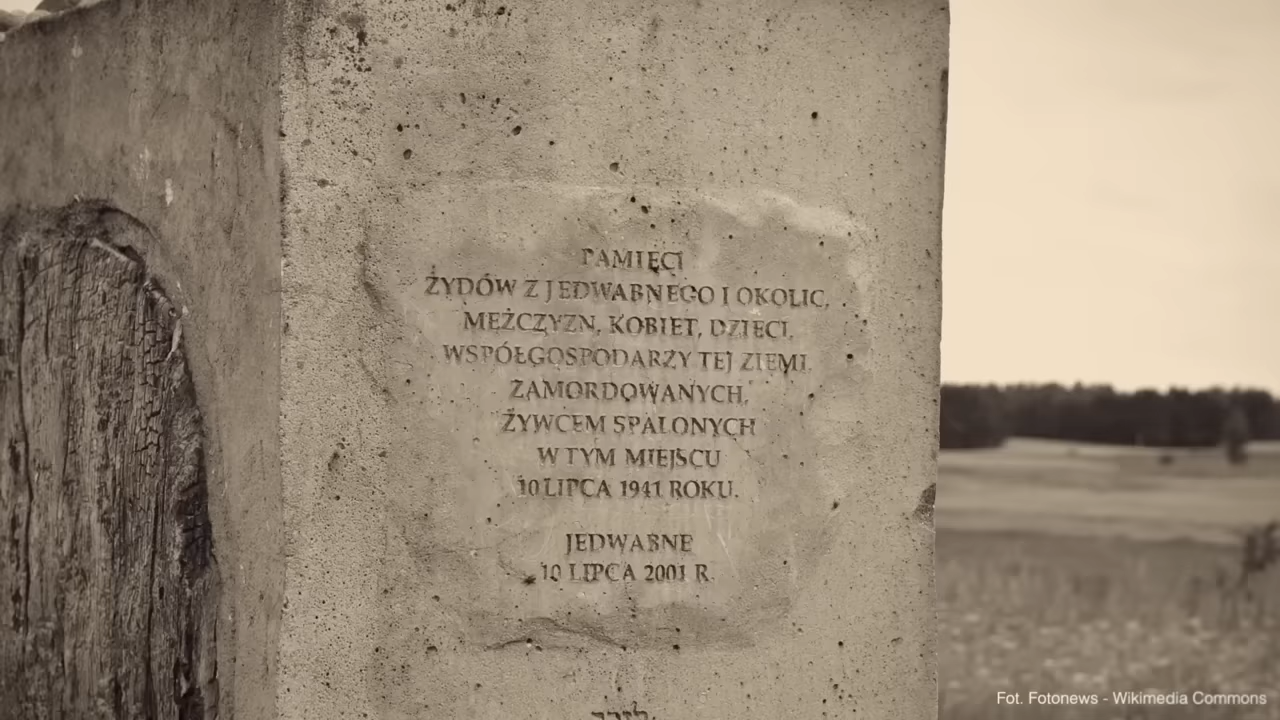 PAMIĘCI
ŻYDÓW Z JEDWABNEGO I OKOLIC,
MĘŻCZYZN, KOBIET, DZIECI,
WSPÓŁGOSPODARZY TEJ ZIEMI,
ZAMORDOWANYCH,
ŻYWCEM SPALONYCH
W TYM MIEJSCU
10 LIPCA 1941 ROKU.
JEDWABNE
10 LIPCA 2001 R.
Fot. Fotonews - Wikimedia Commons